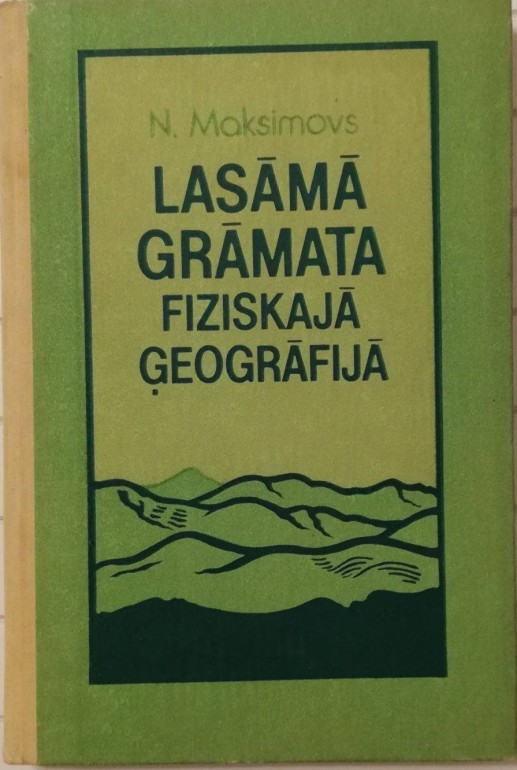 N. Maksimovs
LASĀMĀ
GRĀMATA
FIZISKAJĀ
ĢEOGRĀFIJĀ